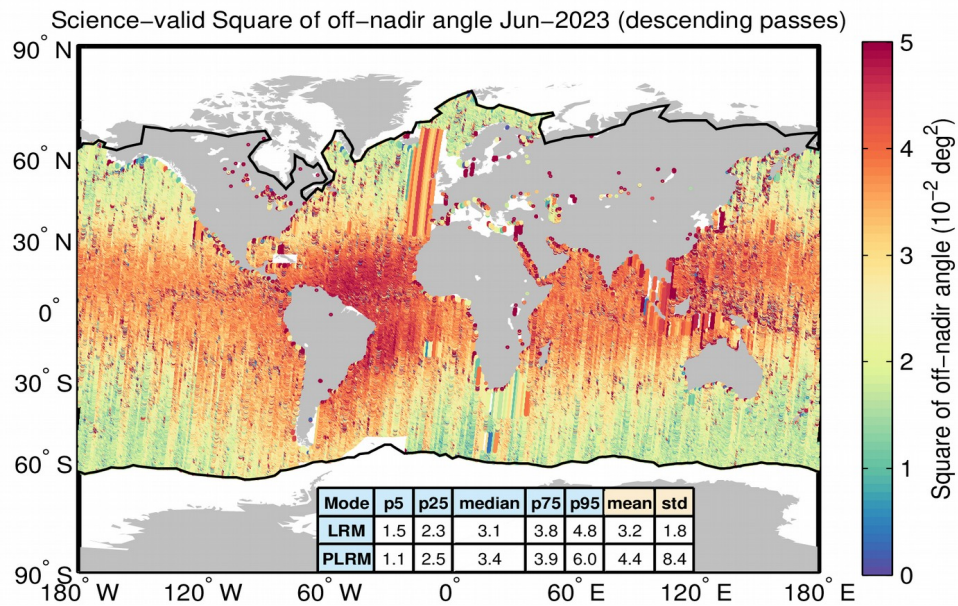 Science−valid Square of off−nadir angle Jun−2023 (descending passes)
90° N
60° N
30° N
0°
30° S
60° S
90° S
180° W
120° W
60° W
0°
60° E
120° E
180° E
5
4
3
2
1
0
Square of off−nadir angle (10⁻² deg²)
Mode p5 p25 median p75 p95 mean std
LRM 1.5 2.3 3.1 3.8 4.8 3.2 1.8
PLRM 1.1 2.5 3.4 3.9 6.0 4.4 8.4